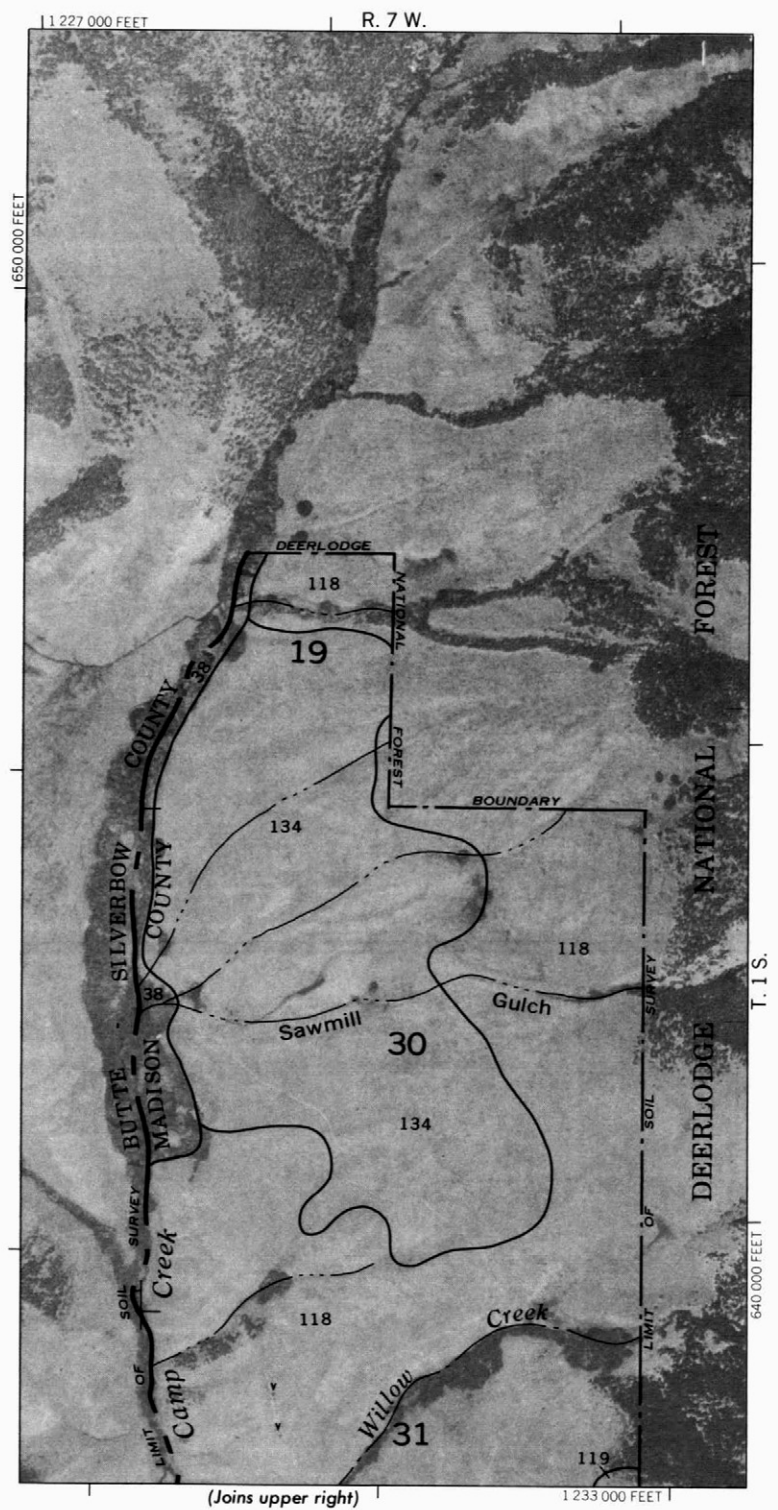 1 227 000 FEET
R. 7 W.
650 000 FEET
DEERLODGE
118
NATIONAL
FOREST
19
38
COUNTY
FOREST
BOUNDARY
134
NATIONAL
SILVERBOW
COUNTY
118
38
SURVEY
T. 1 S.
Sawmill
Gulch
30
BUTTE
MADISON
134
SOIL
DEERLODGE
SURVEY
OF
Creek
640 000 FEET
SOIL
118
Creek
LIMIT
OF
Camp
Willow
31
LIMIT
119
(Joins upper right)
1 233 000 FEET